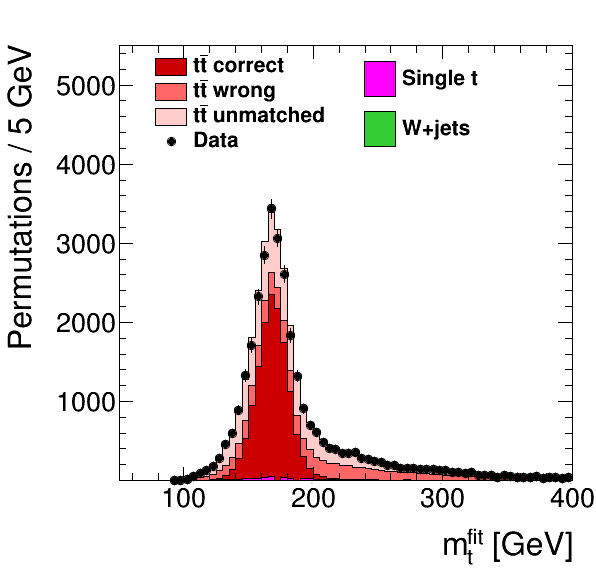 Permutations / 5 GeV
5000
4000
3000
2000
1000
tt̄ correct
tt̄ wrong
tt̄ unmatched
Data
Single t
W+jets
100 200 300 400
m_t^fit [GeV]